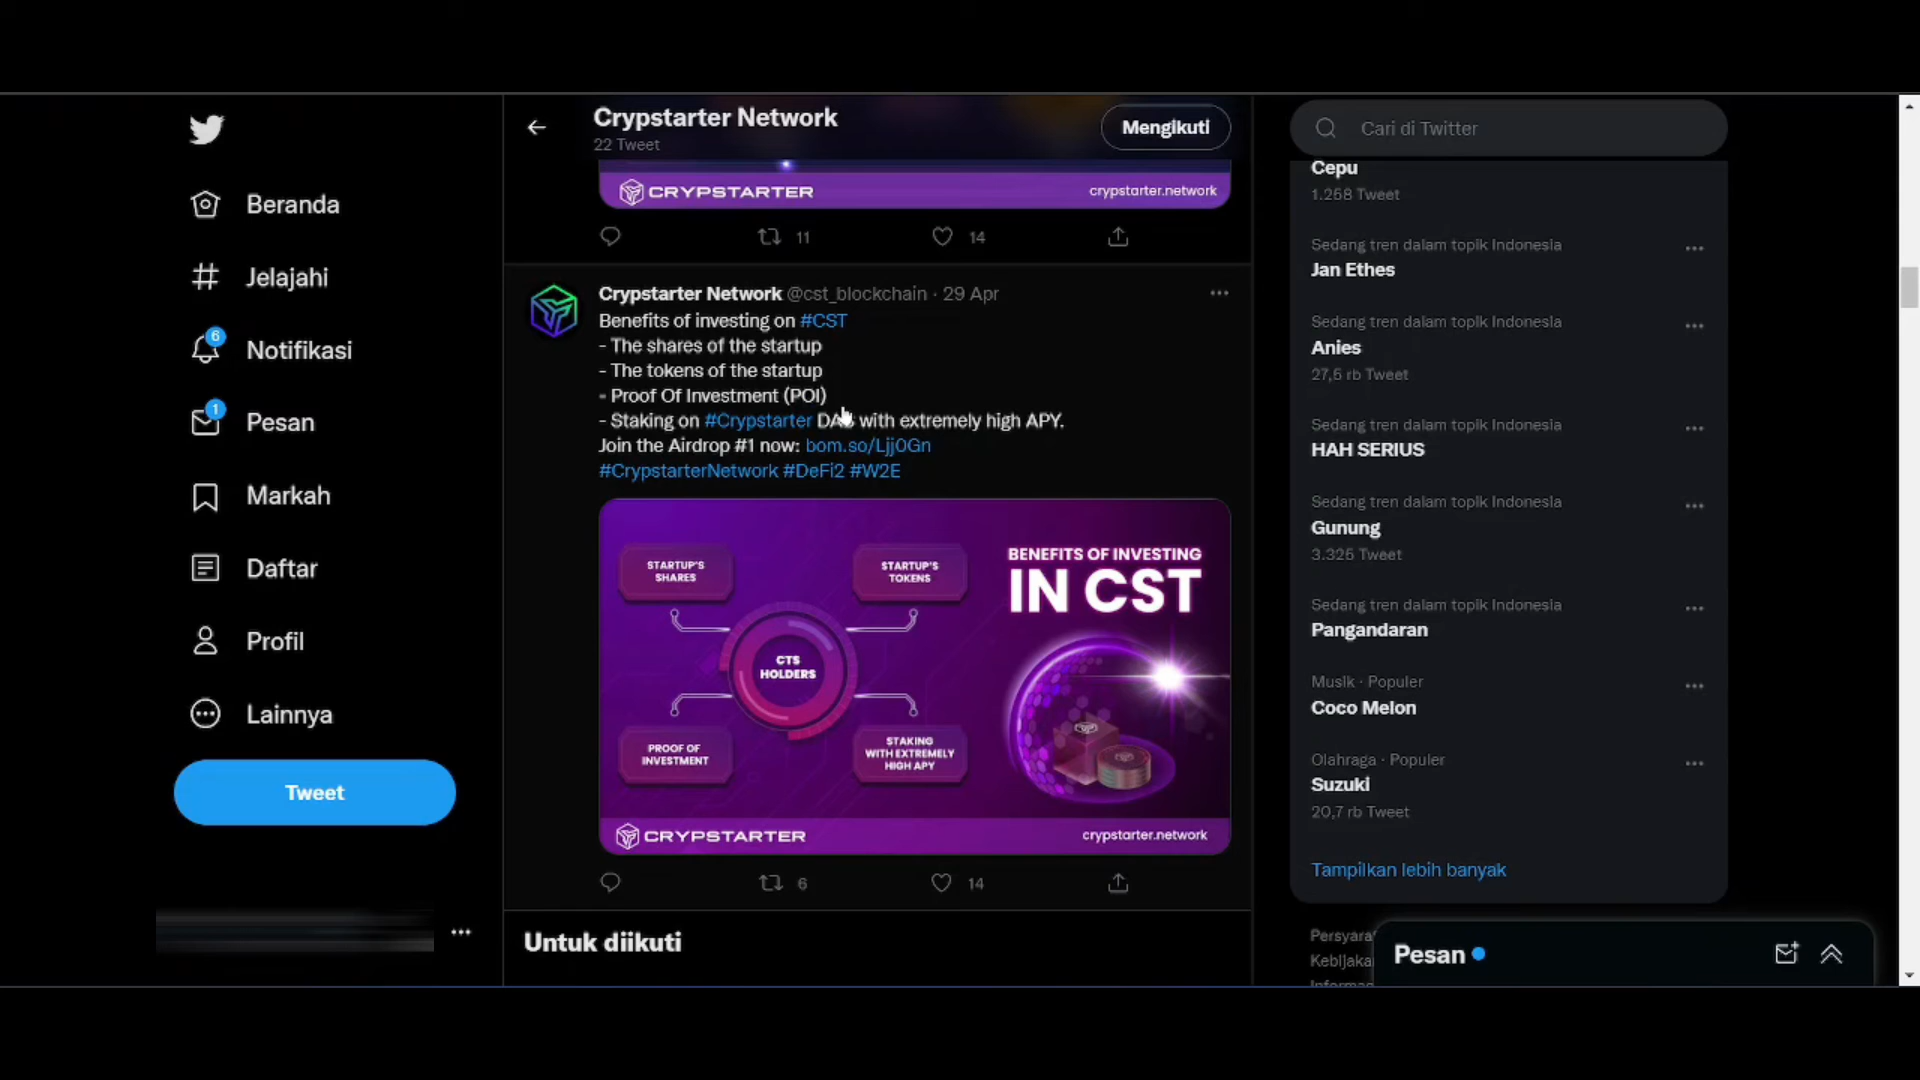 Beranda
Jelajahi
6
Notifikasi
1
Pesan
Markah
Daftar
Profil
Lainnya
Tweet
Crypstarter Network
22 Tweet
Mengikuti
CRYPSTARTER
crypstarter.network
11
14
Crypstarter Network @cst_blockchain · 29 Apr
Benefits of investing on #CST
- The shares of the startup
- The tokens of the startup
- Proof Of Investment (POI)
- Staking on #Crypstarter with extremely high APY.
Join the Airdrop #1 now: bom.so/Ljj0Gn
#CrypstarterNetwork #DeFi2 #W2E
STARTUP'S
SHARES
STARTUP'S
TOKENS
CTS
HOLDERS
PROOF OF
INVESTMENT
STAKING
WITH EXTREMELY
HIGH APY
BENEFITS OF INVESTING
IN CST
CRYPSTARTER
crypstarter.network
6
14
Untuk diikuti
Cari di Twitter
Cepu
1.258 Tweet
Sedang tren dalam topik Indonesia
Jan Ethes
Sedang tren dalam topik Indonesia
Anies
27,5 rb Tweet
Sedang tren dalam topik Indonesia
HAH SERIUS
Sedang tren dalam topik Indonesia
Gunung
3.325 Tweet
Sedang tren dalam topik Indonesia
Pangandaran
Musik · Populer
Coco Melon
Olahraga · Populer
Suzuki
20,7 rb Tweet
Tampilkan lebih banyak
Pesan